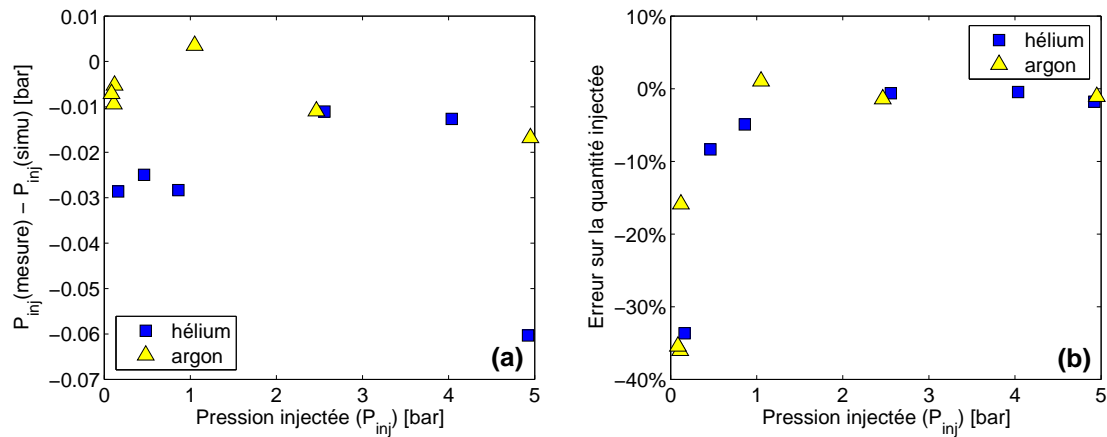 0.01
0
−0.01
−0.02
−0.03
−0.04
−0.05
−0.06
−0.07
P_inj(mesure) − P_inj(simu) [bar]
hélium
argon
(a)
0 1 2 3 4 5
Pression injectée (P_inj) [bar]
10%
0%
−10%
−20%
−30%
−40%
Erreur sur la quantité injectée
hélium
argon
(b)
0 1 2 3 4 5
Pression injectée (P_inj) [bar]